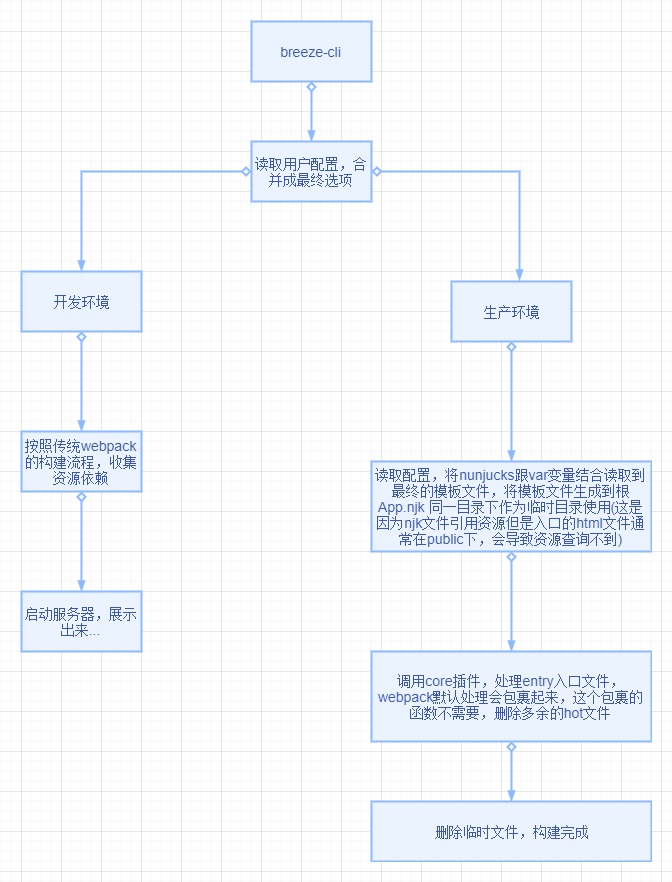 breeze-cli
读取用户配置，合
并成最终选项
开发环境
生产环境
按照传统webpack
的构建流程，收集
资源依赖
读取配置，将nunjucks跟var变量结合读取到
最终的模板文件，将模板文件生成到根
App.njk 同一目录下作为临时目录使用(这是
因为njk文件引用资源但是入口的html文件通
常在public下，会导致资源查询不到)
启动服务器，展示
出来...
调用core插件，处理entry入口文件，
webpack默认处理会包裹起来，这个包裹的
函数不需要，删除多余的hot文件
删除临时文件，构建完成